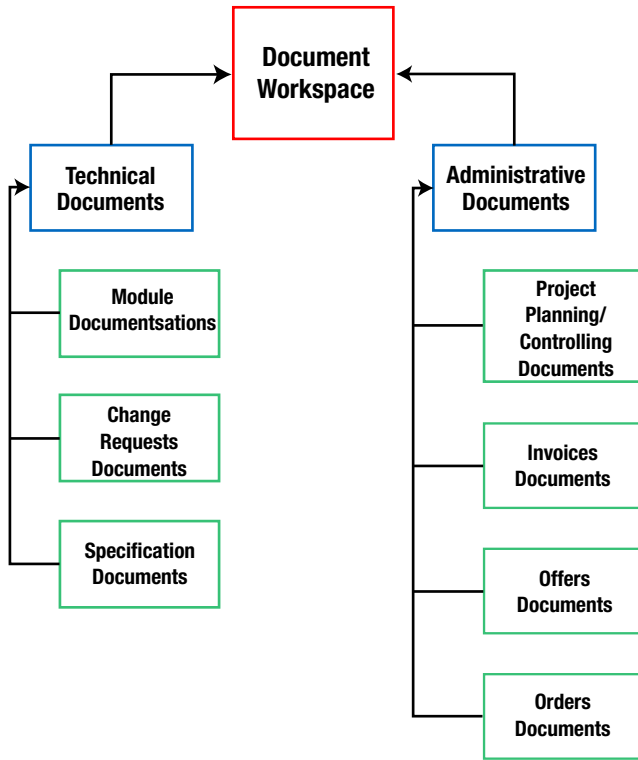 Document
Workspace
Technical
Documents
Administrative
Documents
Module
Documentsations
Change
Requests
Documents
Specification
Documents
Project
Planning/
Controlling
Documents
Invoices
Documents
Offers
Documents
Orders
Documents